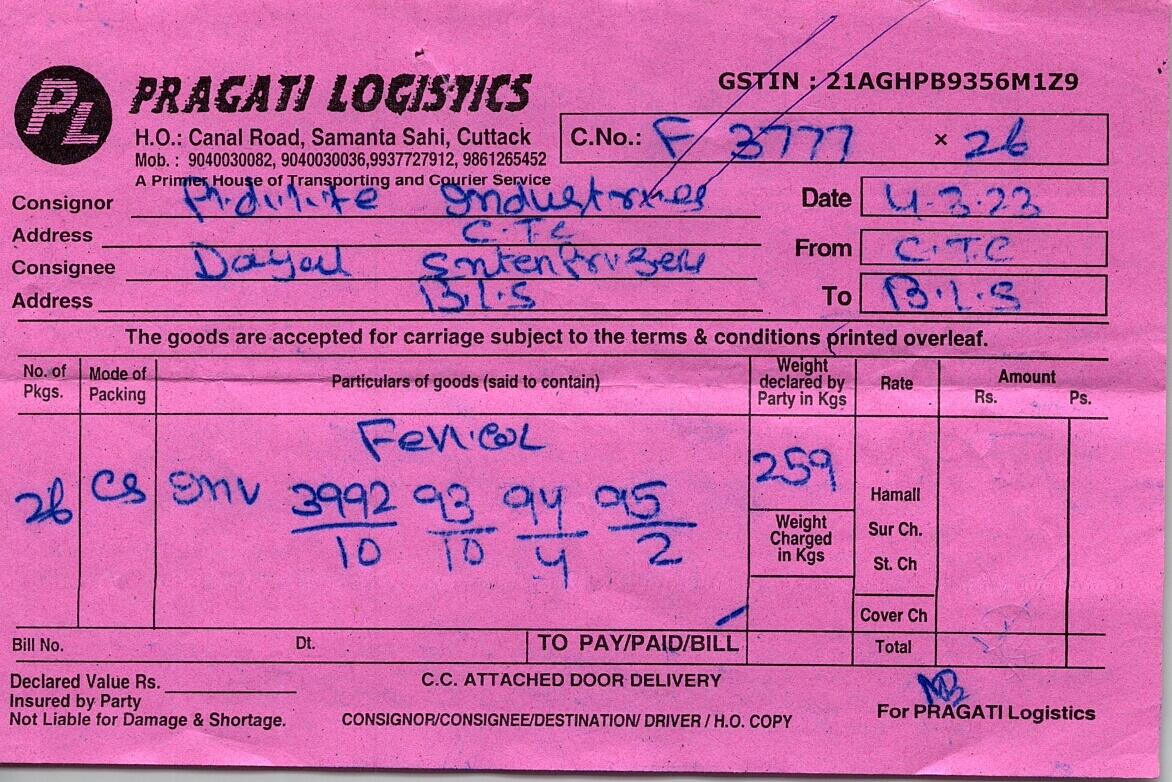 PL PRAGATI LOGISTICS
GSTIN : 21AGHPB9356M1Z9
H.O.: Canal Road, Samanta Sahi, Cuttack
Mob. : 9040030082, 9040030036,9937727912, 9861265452
A Primier House of Transporting and Courier Service
C.No.: F 3777 × 26
Consignor Pidilite Industries
Date 4.3.23
Address C.T.C
From C.T.C
Consignee Dayal Enterprisers
Address B.L.S
To B.L.S
The goods are accepted for carriage subject to the terms & conditions printed overleaf.
No. of Pkgs. Mode of Packing Particulars of goods (said to contain) Weight declared by Party in Kgs Rate Amount Rs. Ps.
Fevicol
26 CS Inv 3992/10 93/10 94/4 95/2 259
Weight Charged in Kgs
Hamall
Sur Ch.
St. Ch
Cover Ch
Bill No. Dt. TO PAY/PAID/BILL Total
Declared Value Rs.
C.C. ATTACHED DOOR DELIVERY
Insured by Party
Not Liable for Damage & Shortage.
CONSIGNOR/CONSIGNEE/DESTINATION/ DRIVER / H.O. COPY
For PRAGATI Logistics